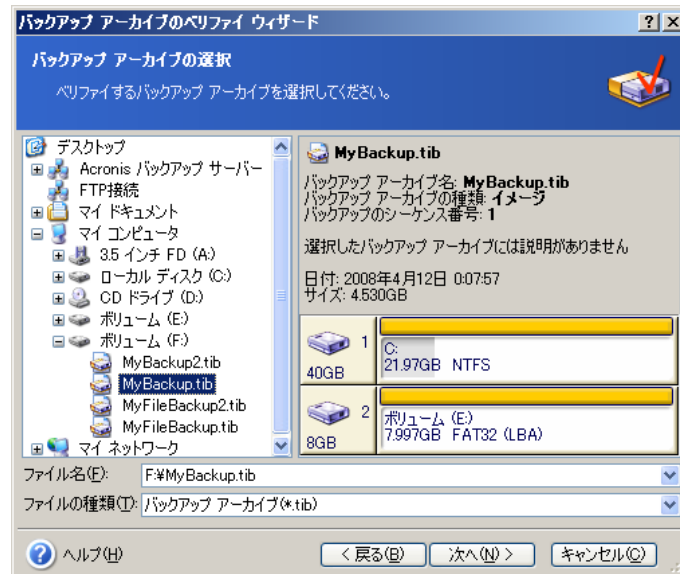 バックアップ アーカイブのベリファイ ウィザード
バックアップ アーカイブの選択
ベリファイするバックアップ アーカイブを選択してください。
デスクトップ
Acronis バックアップ サーバー
FTP接続
マイ ドキュメント
マイ コンピュータ
3.5 インチ FD (A:)
ローカル ディスク (C:)
CD ドライブ (D:)
ボリューム (E:)
ボリューム (F:)
MyBackup2.tib
MyBackup.tib
MyFileBackup2.tib
MyFileBackup.tib
マイ ネットワーク
MyBackup.tib
バックアップ アーカイブ名: MyBackup.tib
バックアップ アーカイブの種類: イメージ
バックアップのシーケンス番号: 1
選択したバックアップ アーカイブには説明がありません
日付: 2008年4月12日 0:07:57
サイズ: 4.530GB
1
40GB
C:
21.97GB NTFS
2
8GB
ボリューム (E:)
7.997GB FAT32 (LBA)
ファイル名(F): F:¥MyBackup.tib
ファイルの種類(T): バックアップ アーカイブ(*.tib)
ヘルプ(H)
< 戻る(B)
次へ(N) >
キャンセル(C)